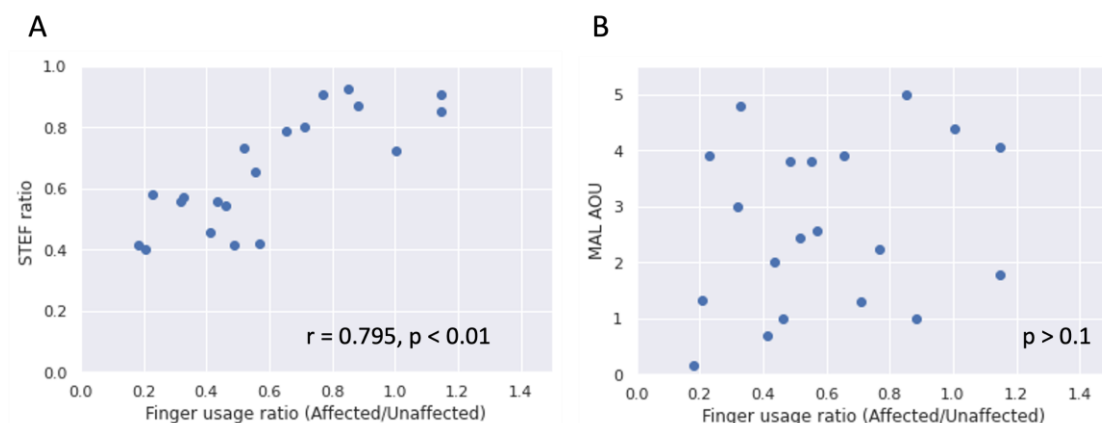 A
1.0
0.8
0.6
0.4
0.2
0.0
STEF ratio
r = 0.795, p < 0.01
0.0 0.2 0.4 0.6 0.8 1.0 1.2 1.4
Finger usage ratio (Affected/Unaffected)
B
5
4
3
2
1
0
MAL AOU
p > 0.1
0.0 0.2 0.4 0.6 0.8 1.0 1.2 1.4
Finger usage ratio (Affected/Unaffected)